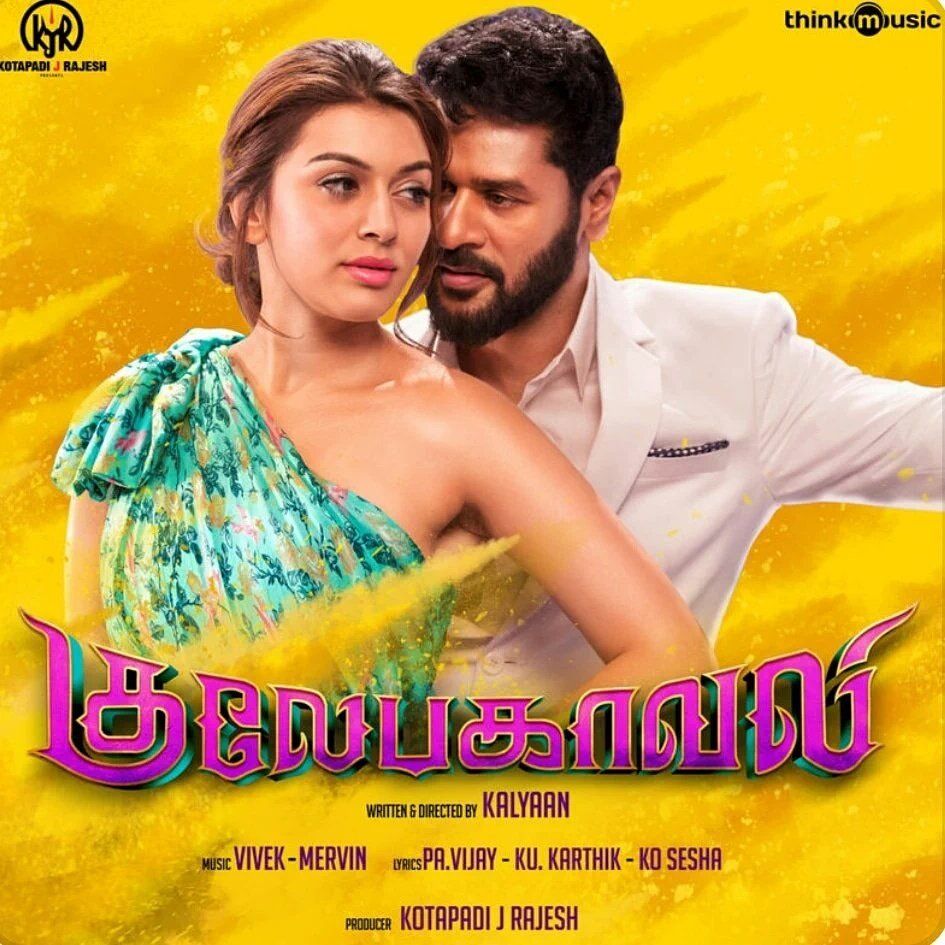 KJR
KOTAPADI J RAJESH
PRESENTS
think music
குலேபகாவலி
WRITTEN & DIRECTED BY KALYAAN
MUSIC VIVEK - MERVIN LYRICS PA.VIJAY - KU. KARTHIK - KO SESHA
PRODUCER KOTAPADI J RAJESH